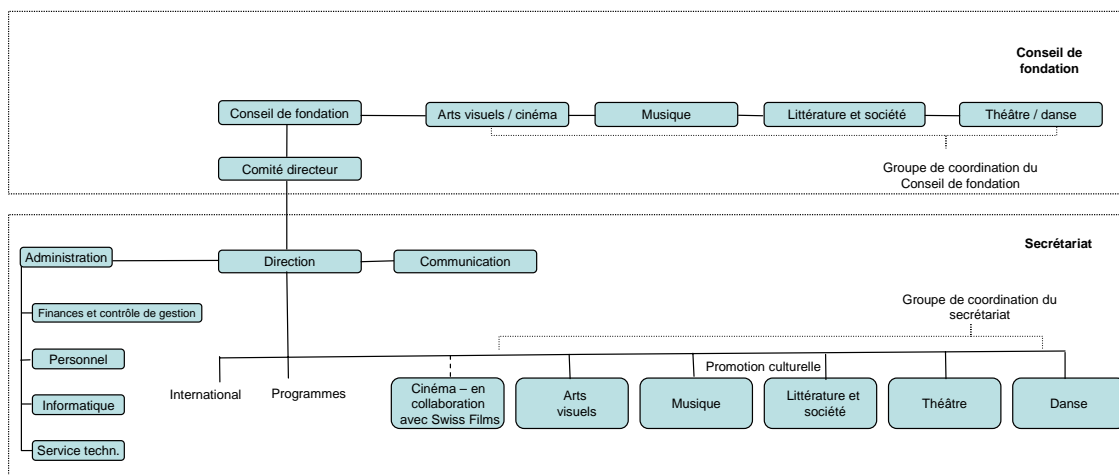 Conseil de
fondation
Conseil de fondation
Arts visuels / cinéma
Musique
Littérature et société
Théâtre / danse
Comité directeur
Groupe de coordination du
Conseil de fondation
Secrétariat
Administration
Direction
Communication
Finances et contrôle de gestion
Groupe de coordination du
secrétariat
Personnel
Promotion culturelle
International
Programmes
Cinéma – en
collaboration
avec Swiss Films
Arts
visuels
Musique
Littérature et
société
Théâtre
Danse
Informatique
Service techn.